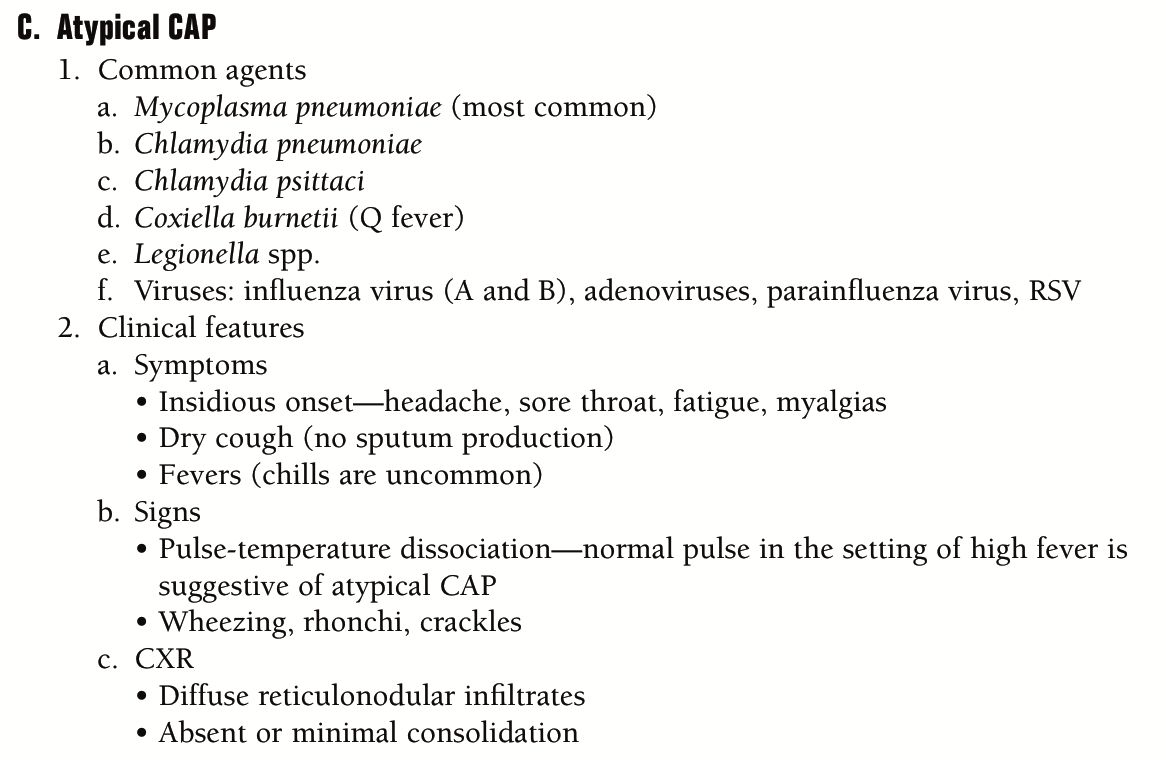 C. Atypical CAP
1. Common agents
a. Mycoplasma pneumoniae (most common)
b. Chlamydia pneumoniae
c. Chlamydia psittaci
d. Coxiella burnetii (Q fever)
e. Legionella spp.
f. Viruses: influenza virus (A and B), adenoviruses, parainfluenza virus, RSV
2. Clinical features
a. Symptoms
• Insidious onset—headache, sore throat, fatigue, myalgias
• Dry cough (no sputum production)
• Fevers (chills are uncommon)
b. Signs
• Pulse-temperature dissociation—normal pulse in the setting of high fever is
suggestive of atypical CAP
• Wheezing, rhonchi, crackles
c. CXR
• Diffuse reticulonodular infiltrates
• Absent or minimal consolidation